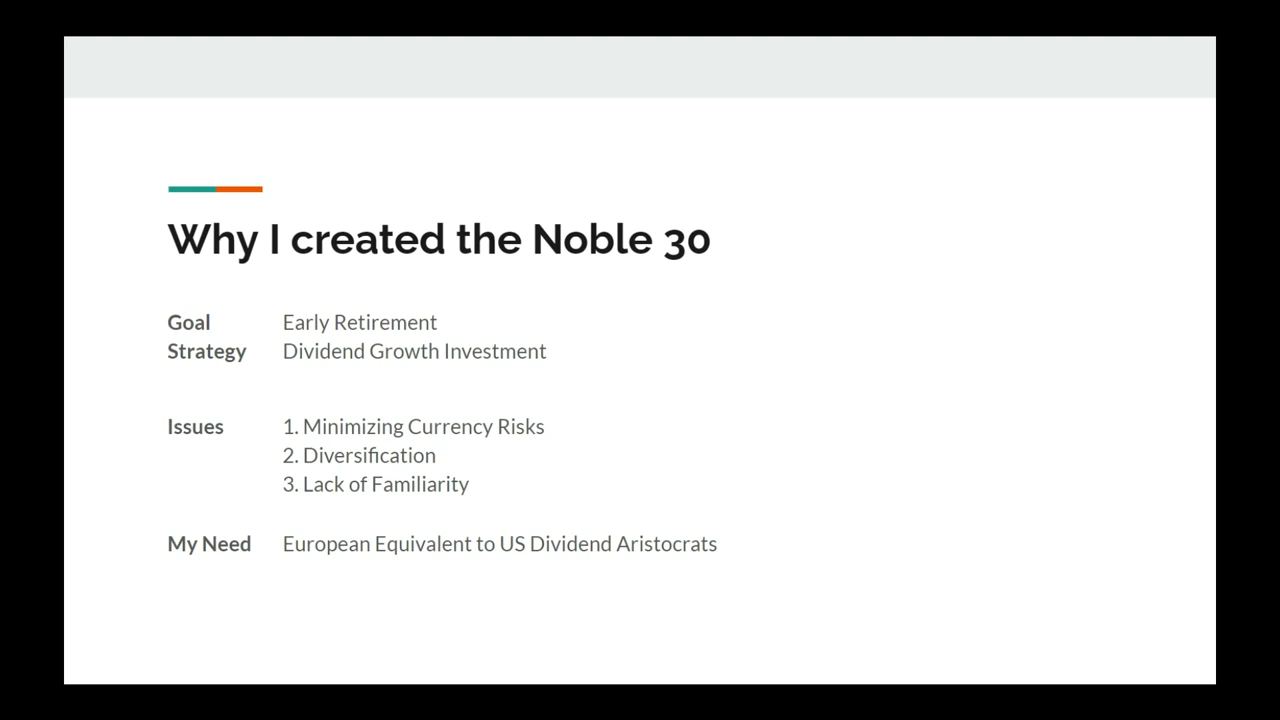 Why I created the Noble 30
Goal Early Retirement
Strategy Dividend Growth Investment
Issues 1. Minimizing Currency Risks
2. Diversification
3. Lack of Familiarity
My Need European Equivalent to US Dividend Aristocrats